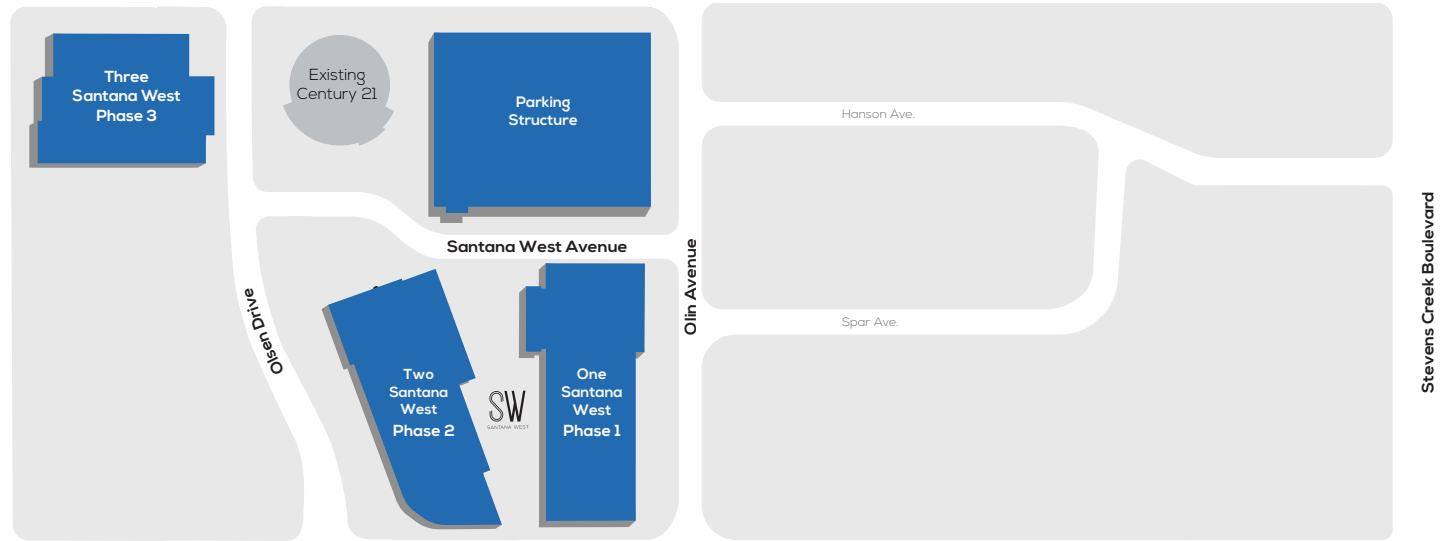 Three
Santana West
Phase 3
Existing
Century 21
Parking
Structure
Hanson Ave.
Santana West Avenue
Olin Avenue
Stevens Creek Boulevard
Olsen Drive
Spar Ave.
Two
Santana
West
Phase 2
SW
SANTANA WEST
One
Santana
West
Phase 1